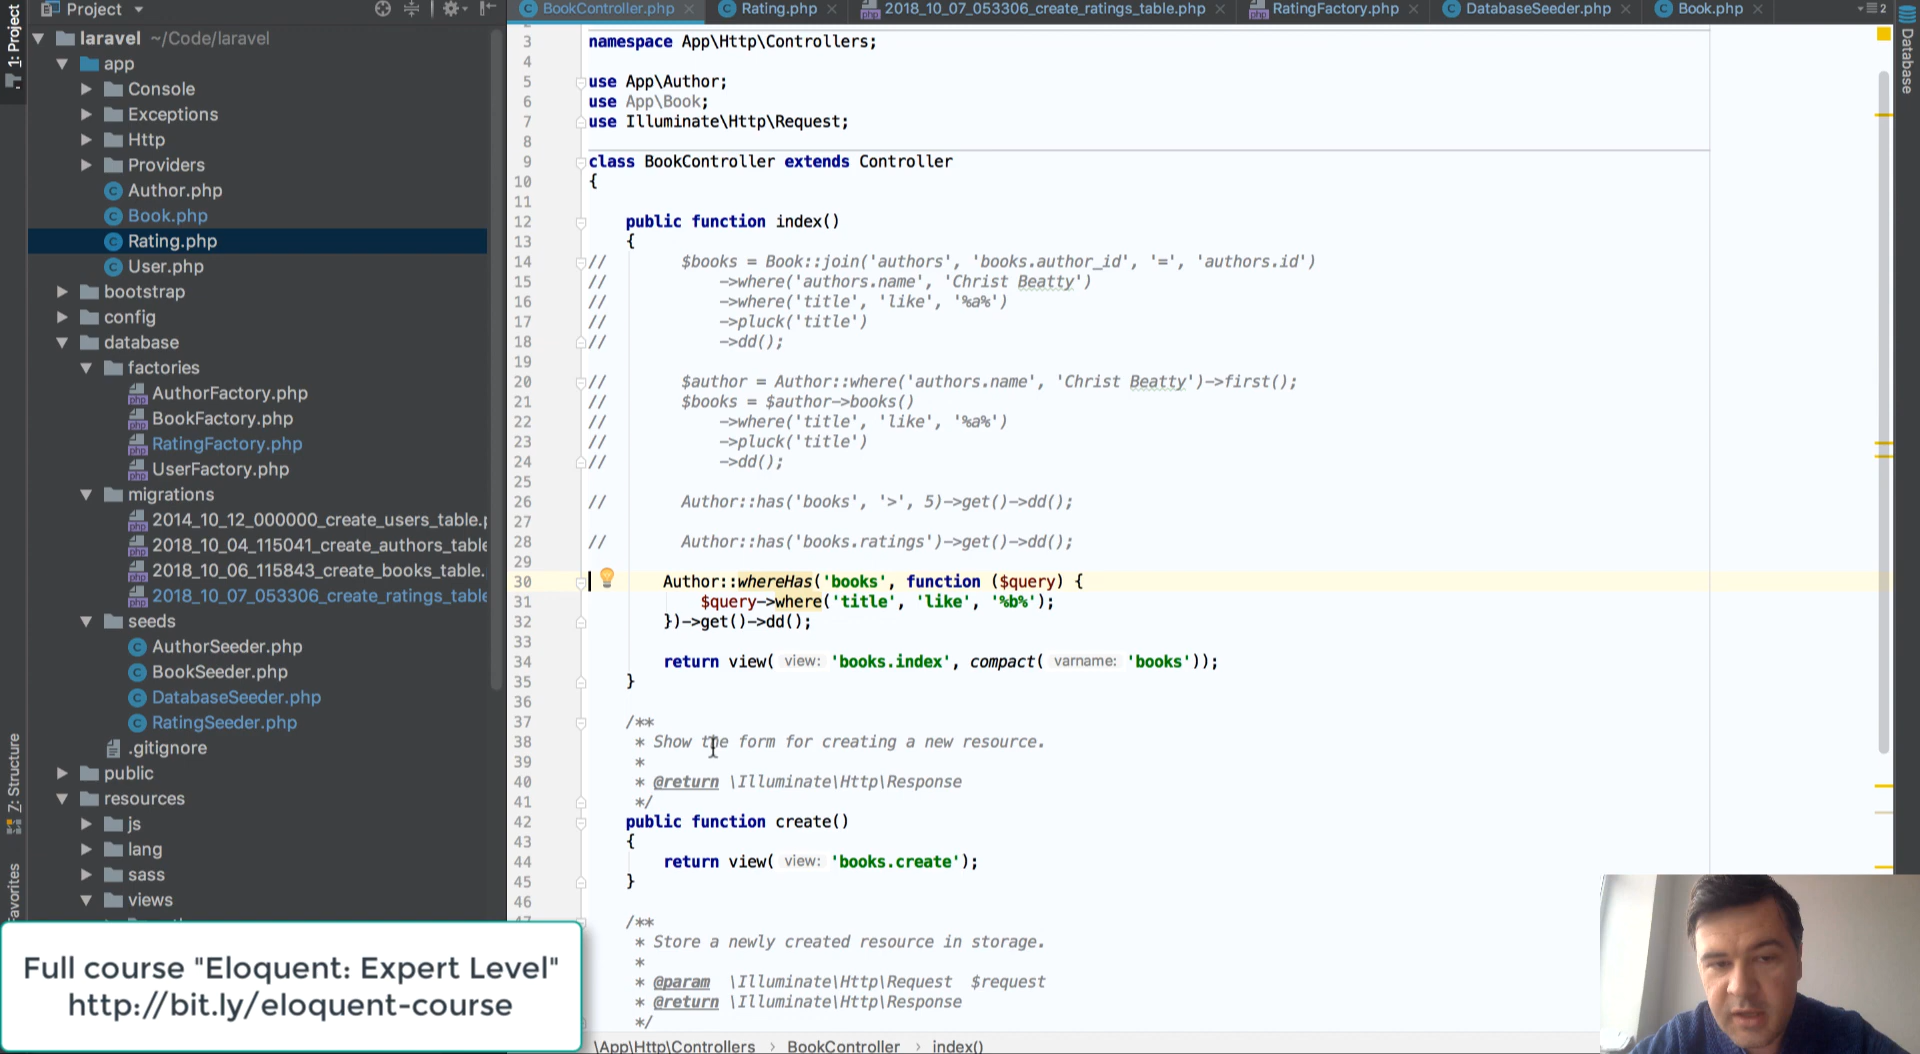 Project
BookController.php
Rating.php
2018_10_07_053306_create_ratings_table.php
RatingFactory.php
DatabaseSeeder.php
Book.php
2
1: Project
Z: Structure
Favorites
Database
laravel ~/Code/laravel
app
Console
Exceptions
Http
Providers
Author.php
Book.php
Rating.php
User.php
bootstrap
config
database
factories
AuthorFactory.php
BookFactory.php
RatingFactory.php
UserFactory.php
migrations
2014_10_12_000000_create_users_table.p
2018_10_04_115041_create_authors_table
2018_10_06_115843_create_books_table.
2018_10_07_053306_create_ratings_table
seeds
AuthorSeeder.php
BookSeeder.php
DatabaseSeeder.php
RatingSeeder.php
.gitignore
public
resources
js
lang
sass
views
3 namespace App\Http\Controllers;
4
5 use App\Author;
6 use App\Book;
7 use Illuminate\Http\Request;
8
9 class BookController extends Controller
10 {
11
12 public function index()
13 {
14 // $books = Book::join('authors', 'books.author_id', '=', 'authors.id')
15 // ->where('authors.name', 'Christ Beatty')
16 // ->where('title', 'like', '%a%')
17 // ->pluck('title')
18 // ->dd();
19
20 // $author = Author::where('authors.name', 'Christ Beatty')->first();
21 // $books = $author->books()
22 // ->where('title', 'like', '%a%')
23 // ->pluck('title')
24 // ->dd();
25
26 // Author::has('books', '>', 5)->get()->dd();
27
28 // Author::has('books.ratings')->get()->dd();
29
30 Author::whereHas('books', function ($query) {
31 $query->where('title', 'like', '%b%');
32 })->get()->dd();
33
34 return view( view: 'books.index', compact( varname: 'books'));
35 }
36
37 /**
38 * Show the form for creating a new resource.
39 *
40 * @return \Illuminate\Http\Response
41 */
42 public function create()
43 {
44 return view( view: 'books.create');
45 }
46
47 /**
* Store a newly created resource in storage.
*
* @param \Illuminate\Http\Request $request
* @return \Illuminate\Http\Response
*/
\App\Http\Controllers › BookController › index()
Full course "Eloquent: Expert Level"
http://bit.ly/eloquent-course